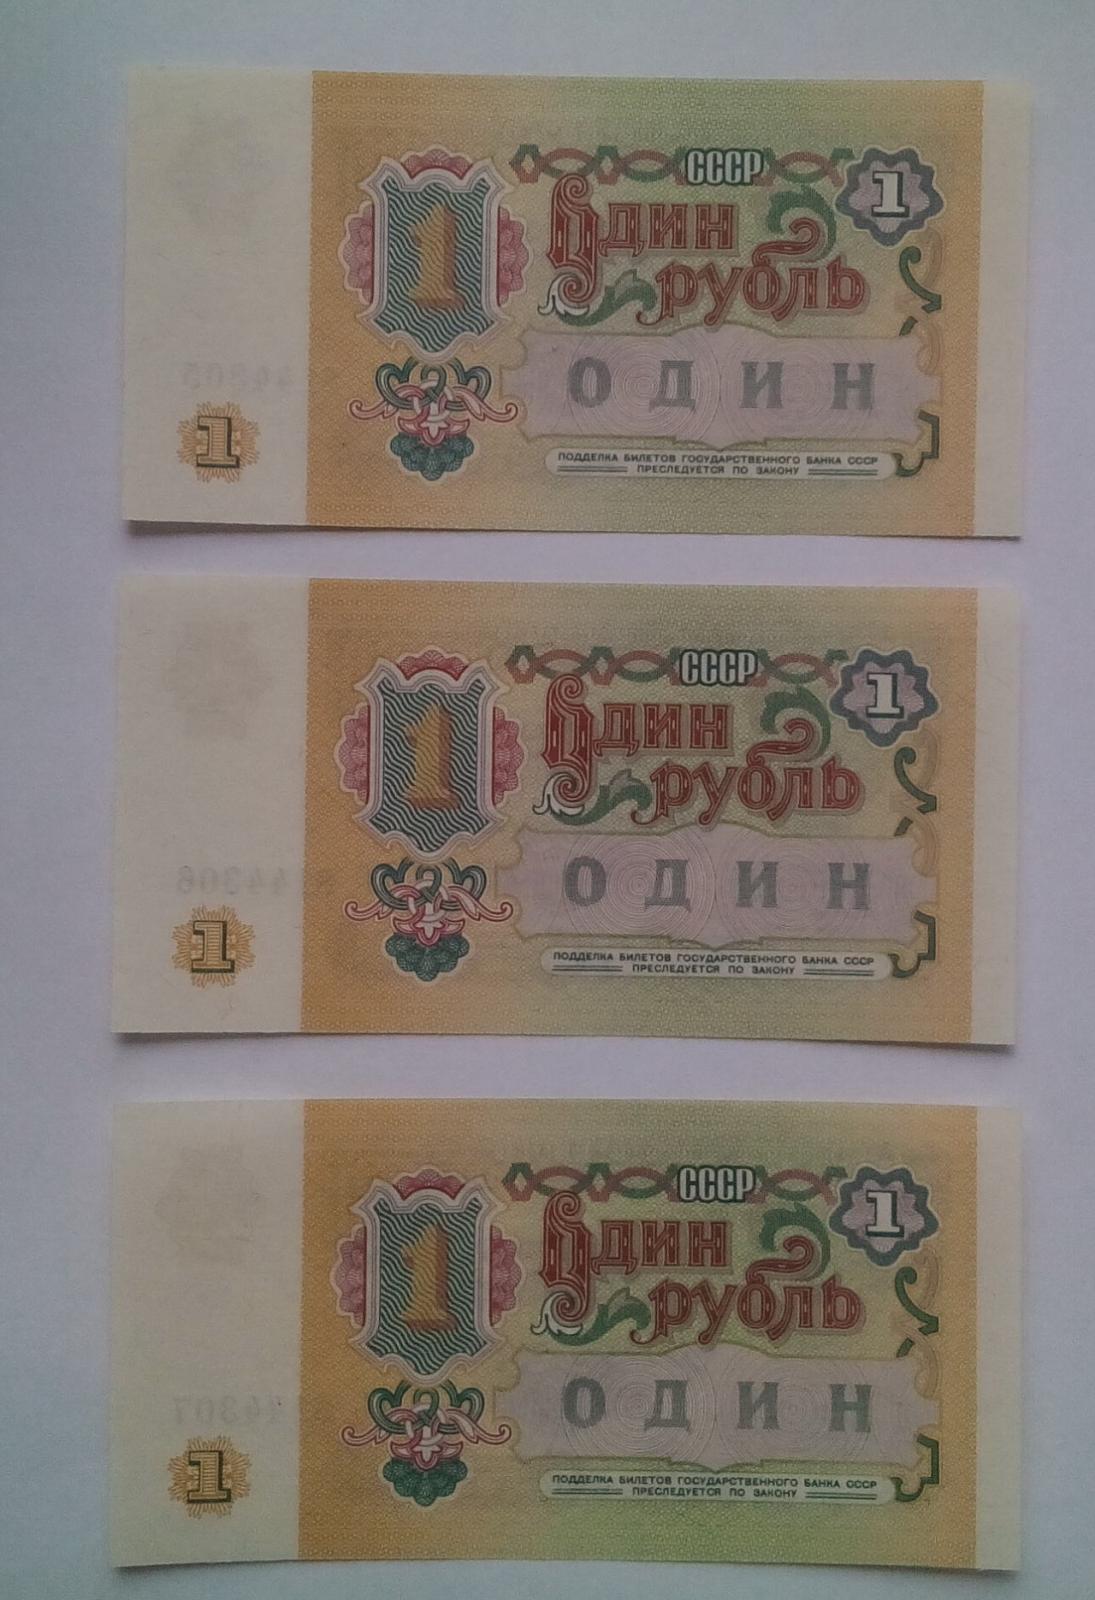 СССР
1
Один
рубль
1
ОДИН
ПОДДЕЛКА БИЛЕТОВ ГОСУДАРСТВЕННОГО БАНКА СССР
ПРЕСЛЕДУЕТСЯ ПО ЗАКОНУ
1
СССР
1
Один
рубль
1
ОДИН
44306
ПОДДЕЛКА БИЛЕТОВ ГОСУДАРСТВЕННОГО БАНКА СССР
ПРЕСЛЕДУЕТСЯ ПО ЗАКОНУ
1
СССР
1
Один
рубль
1
ОДИН
ПОДДЕЛКА БИЛЕТОВ ГОСУДАРСТВЕННОГО БАНКА СССР
ПРЕСЛЕДУЕТСЯ ПО ЗАКОНУ
1